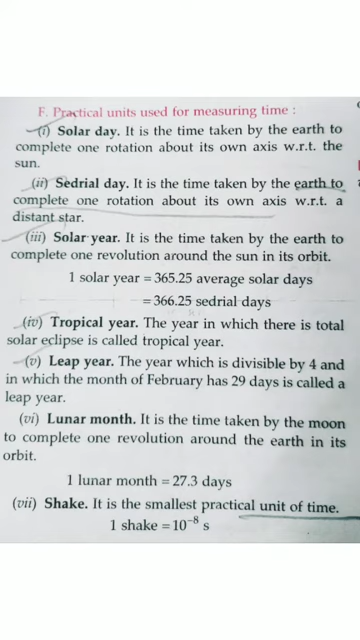 F. Practical units used for measuring time :
(i) Solar day. It is the time taken by the earth to
complete one rotation about its own axis w.r.t. the
sun.
(ii) Sedrial day. It is the time taken by the earth to
complete one rotation about its own axis w.r.t. a
distant star.
(iii) Solar year. It is the time taken by the earth to
complete one revolution around the sun in its orbit.
1 solar year = 365.25 average solar days
= 366.25 sedrial days
(iv) Tropical year. The year in which there is total
solar eclipse is called tropical year.
(v) Leap year. The year which is divisible by 4 and
in which the month of February has 29 days is called a
leap year.
(vi) Lunar month. It is the time taken by the moon
to complete one revolution around the earth in its
orbit.
1 lunar month = 27.3 days
(vii) Shake. It is the smallest practical unit of time.
1 shake = 10⁻⁸ s